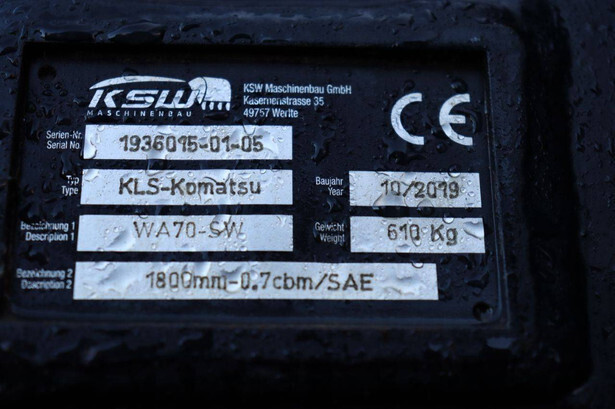 KSW
MASCHINENBAU
KSW Maschinenbau GmbH
Kasernenstrasse 35
49757 Werlte
CE
Serien-Nr.
Serial No
1936015-01-05
Typ
Type
KLS-Komatsu
Baujahr
Year
10/2019
Bezeichnung 1
Description 1
WA70-SW
Gewicht
Weight
610 Kg
Bezeichnung 2
Description 2
1800mm-0.7cbm/SAE